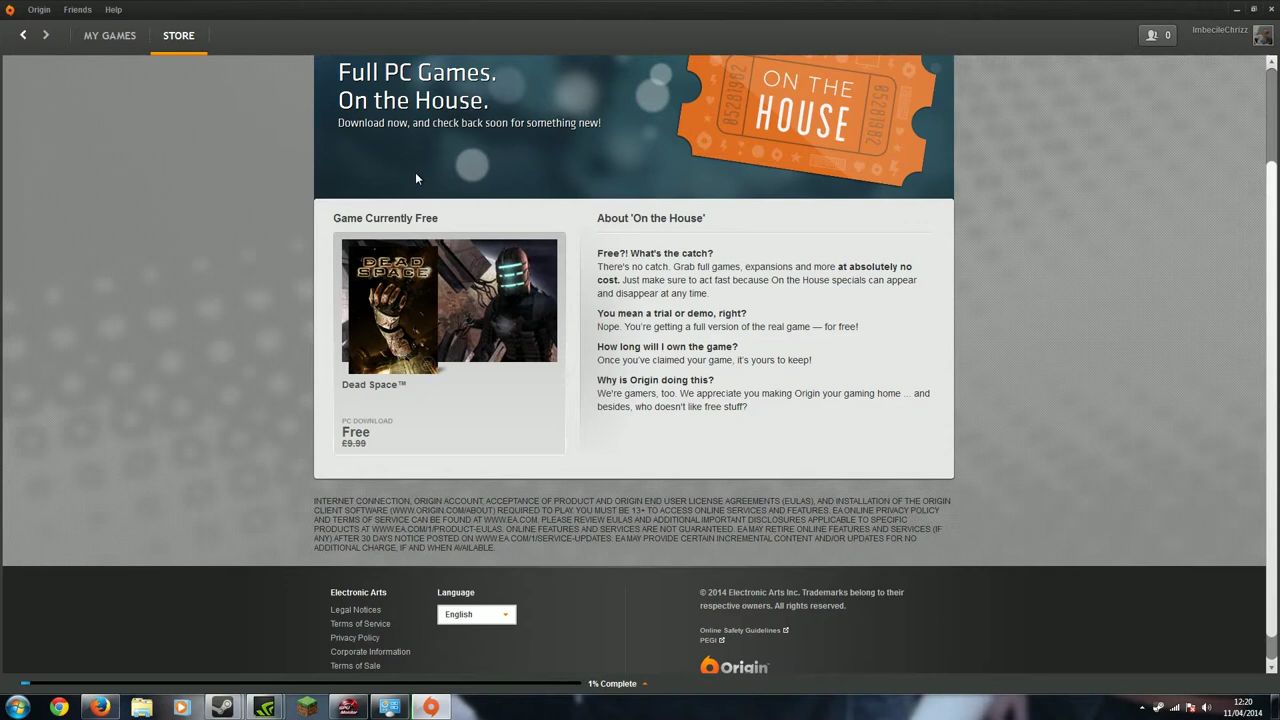 Origin Friends Help
MY GAMES STORE
0
ImbecileChrizz
Full PC Games.
On the House.
Download now, and check back soon for something new!
85281982
ON THE
HOUSE
85281982
Game Currently Free
DEAD SPACE
Dead Space™
PC DOWNLOAD
Free
£9.99
About 'On the House'
Free?! What's the catch?
There's no catch. Grab full games, expansions and more at absolutely no
cost. Just make sure to act fast because On the House specials can appear
and disappear at any time.
You mean a trial or demo, right?
Nope. You're getting a full version of the real game — for free!
How long will I own the game?
Once you've claimed your game, it's yours to keep!
Why is Origin doing this?
We're gamers, too. We appreciate you making Origin your gaming home ... and
besides, who doesn't like free stuff?
INTERNET CONNECTION, ORIGIN ACCOUNT, ACCEPTANCE OF PRODUCT AND ORIGIN END USER LICENSE AGREEMENTS (EULAS), AND INSTALLATION OF THE ORIGIN
CLIENT SOFTWARE (WWW.ORIGIN.COM/ABOUT) REQUIRED TO PLAY. YOU MUST BE 13+ TO ACCESS ONLINE SERVICES AND FEATURES. EA ONLINE PRIVACY POLICY
AND TERMS OF SERVICE CAN BE FOUND AT WWW.EA.COM. PLEASE REVIEW EULAS AND ADDITIONAL IMPORTANT DISCLOSURES APPLICABLE TO SPECIFIC
PRODUCTS AT WWW.EA.COM/1/PRODUCT-EULAS. ONLINE FEATURES AND SERVICES ARE NOT GUARANTEED. EA MAY RETIRE ONLINE FEATURES AND SERVICES (IF
ANY) AFTER 30 DAYS NOTICE POSTED ON WWW.EA.COM/1/SERVICE-UPDATES. EA MAY PROVIDE CERTAIN INCREMENTAL CONTENT AND/OR UPDATES FOR NO
ADDITIONAL CHARGE, IF AND WHEN AVAILABLE.
Electronic Arts
Legal Notices
Terms of Service
Privacy Policy
Corporate Information
Terms of Sale
Language
English
© 2014 Electronic Arts Inc. Trademarks belong to their
respective owners. All rights reserved.
Online Safety Guidelines
PEGI
Origin
1% Complete
12:20
11/04/2014